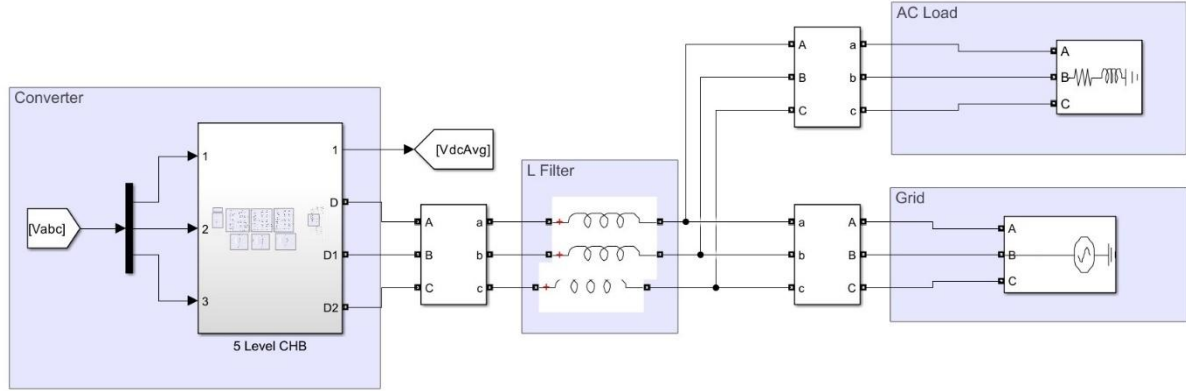 AC Load
A
B
C
a
b
c
A
B
C
Converter
[Vabc]
1
2
3
1
D
D1
D2
5 Level CHB
[VdcAvg]
A
B
C
a
b
c
L Filter
a
b
c
A
B
C
Grid
A
B
C